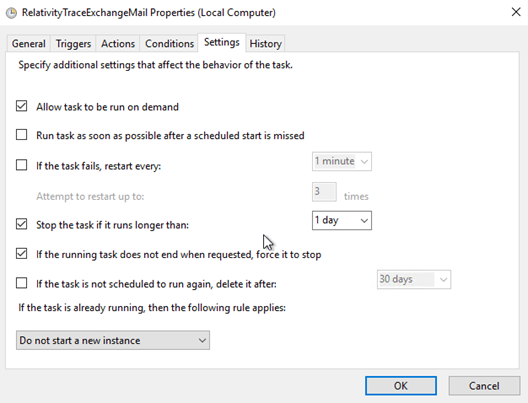 RelativityTraceExchangeMail Properties (Local Computer)
General Triggers Actions Conditions Settings History
Specify additional settings that affect the behavior of the task.
Allow task to be run on demand
Run task as soon as possible after a scheduled start is missed
If the task fails, restart every: 1 minute
Attempt to restart up to: 3 times
Stop the task if it runs longer than: 1 day
If the running task does not end when requested, force it to stop
If the task is not scheduled to run again, delete it after: 30 days
If the task is already running, then the following rule applies:
Do not start a new instance
OK Cancel